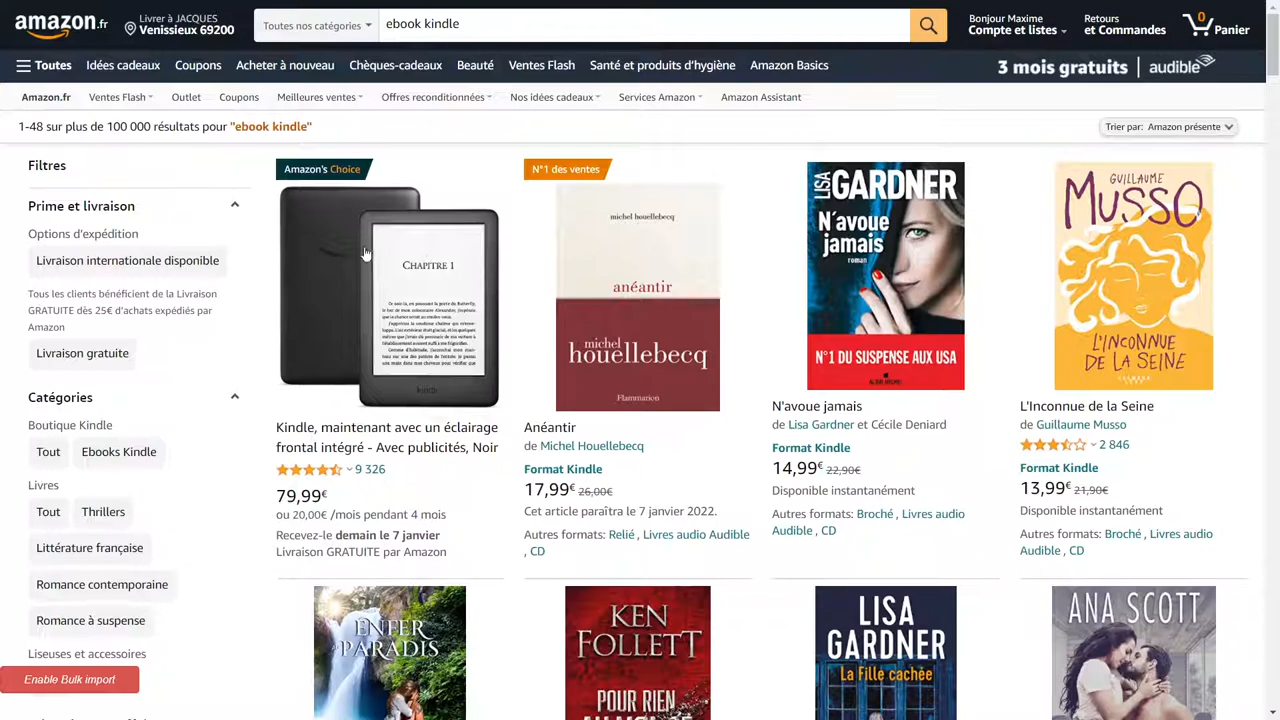 amazon.fr
Livrer à JACQUES
Venissieux 69200
Toutes nos catégories
ebook kindle
Bonjour Maxime
Compte et listes
Retours
et Commandes
0
Panier
Toutes
Idées cadeaux
Coupons
Acheter à nouveau
Chèques-cadeaux
Beauté
Ventes Flash
Santé et produits d'hygiène
Amazon Basics
3 mois gratuits | audible
Amazon.fr
Ventes Flash
Outlet
Coupons
Meilleures ventes
Offres reconditionnées
Nos idées cadeaux
Services Amazon
Amazon Assistant
1-48 sur plus de 100 000 résultats pour "ebook kindle"
Trier par: Amazon présente
Filtres
Prime et livraison
Options d'expédition
Livraison internationale disponible
Tous les clients bénéficient de la Livraison
GRATUITE dès 25€ d'achats expédiés par
Amazon
Livraison gratuite
Catégories
Boutique Kindle
Tout
Ebooks Kindle
Livres
Tout
Thrillers
Littérature française
Romance contemporaine
Romance à suspense
Liseuses et accessoires
Enable Bulk import
Amazon's Choice
CHAPITRE 1
kindle
Kindle, maintenant avec un éclairage
frontal intégré - Avec publicités, Noir
9 326
79,99€
ou 20,00€ /mois pendant 4 mois
Recevez-le demain le 7 janvier
Livraison GRATUITE par Amazon
N°1 des ventes
michel houellebecq
anéantir
michel
houellebecq
Flammarion
Anéantir
de Michel Houellebecq
Format Kindle
17,99€ 26,00€
Cet article paraîtra le 7 janvier 2022.
Autres formats: Relié , Livres audio Audible
, CD
LISA
GARDNER
N'avoue
jamais
roman
N°1 DU SUSPENSE AUX USA
ALBIN MICHEL
N'avoue jamais
de Lisa Gardner et Cécile Deniard
Format Kindle
14,99€ 22,90€
Disponible instantanément
Autres formats: Broché , Livres audio
Audible , CD
GUILLAUME
MUSSO
L'INCONNUE
DE LA SEINE
L'Inconnue de la Seine
de Guillaume Musso
2 846
Format Kindle
13,99€ 21,90€
Disponible instantanément
Autres formats: Broché , Livres audio
Audible , CD
ENFER
PARADIS
KEN
FOLLETT
POUR RIEN
AU MONDE
LISA
GARDNER
La Fille cachée
ANA SCOTT